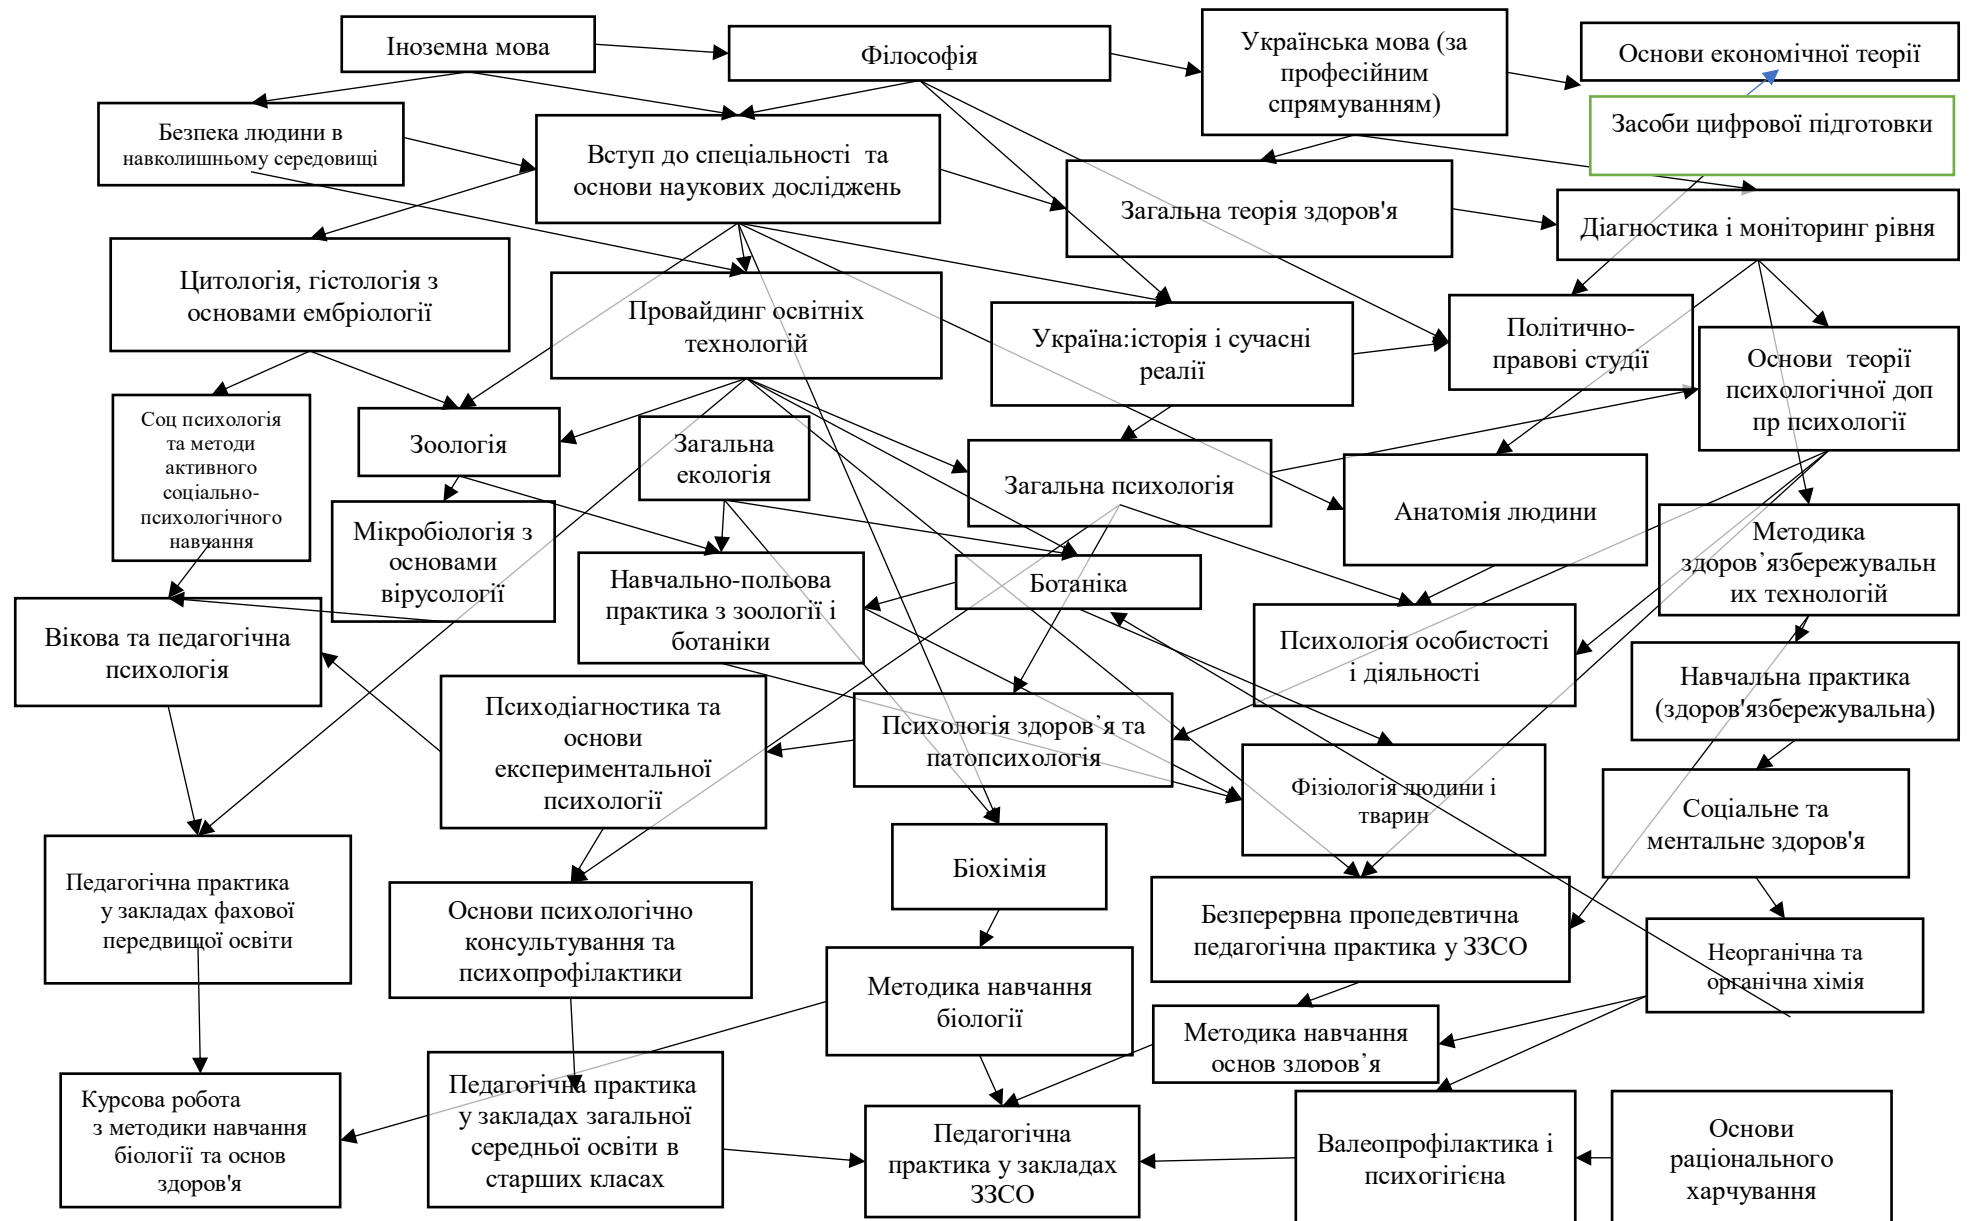 Іноземна мова
Філософія
Українська мова (за
професійним
спрямуванням)
Основи економічної теорії
Засоби цифрової підготовки
Безпека людини в
навколишньому середовищі
Вступ до спеціальності та
основи наукових досліджень
Загальна теорія здоров'я
Діагностика і моніторинг рівня
Цитологія, гістологія з
основами ембріології
Провайдинг освітніх
технологій
Україна:історія і сучасні
реалії
Політично-
правові студії
Основи теорії
психологічної доп
пр психології
Соц психологія
та методи
активного
соціально-
психологічного
навчання
Зоологія
Загальна
екологія
Загальна психологія
Анатомія людини
Мікробіологія з
основами
вірусології
Методика
здоров’язбережувальн
их технологій
Навчально-польова
практика з зоології і
ботаніки
Ботаніка
Вікова та педагогічна
психологія
Психологія особистості
і діяльності
Навчальна практика
(здоров'язбережувальна)
Психодіагностика та
основи
експериментальної
психології
Психологія здоров’я та
патопсихологія
Фізіологія людини і
тварин
Соціальне та
ментальне здоров'я
Педагогічна практика
у закладах фахової
передвищої освіти
Основи психологічно
консультування та
психопрофілактики
Біохімія
Безперервна пропедевтична
педагогічна практика у ЗЗСО
Неорганічна та
органічна хімія
Методика навчання
біології
Методика навчання
основ здоров’я
Курсова робота
з методики навчання
біології та основ
здоров'я
Педагогічна практика
у закладах загальної
середньої освіти в
старших класах
Педагогічна
практика у закладах
ЗЗСО
Валеопрофілактика і
психогігієна
Основи
раціонального
харчування